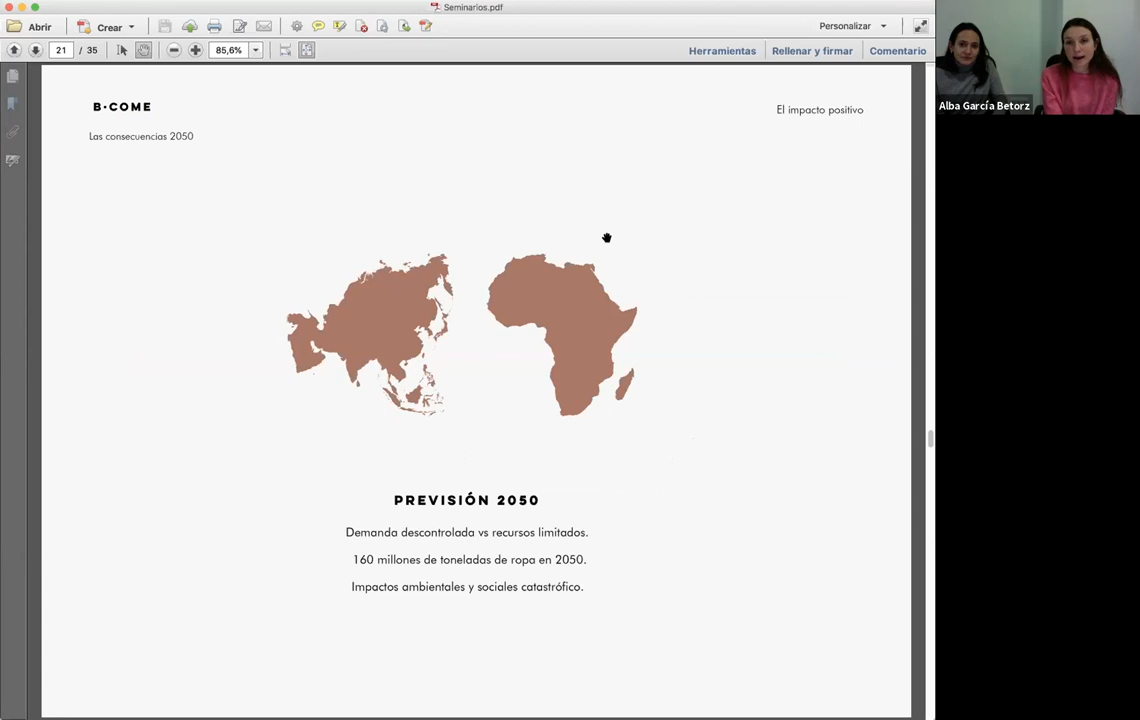 Seminarios.pdf
Abrir
Crear
Personalizar
21 / 35
85,6%
Herramientas
Rellenar y firmar
Comentario
B·COME
El impacto positivo
Las consecuencias 2050
PREVISIÓN 2050
Demanda descontrolada vs recursos limitados.
160 millones de toneladas de ropa en 2050.
Impactos ambientales y sociales catastrófico.
Alba García Betorz